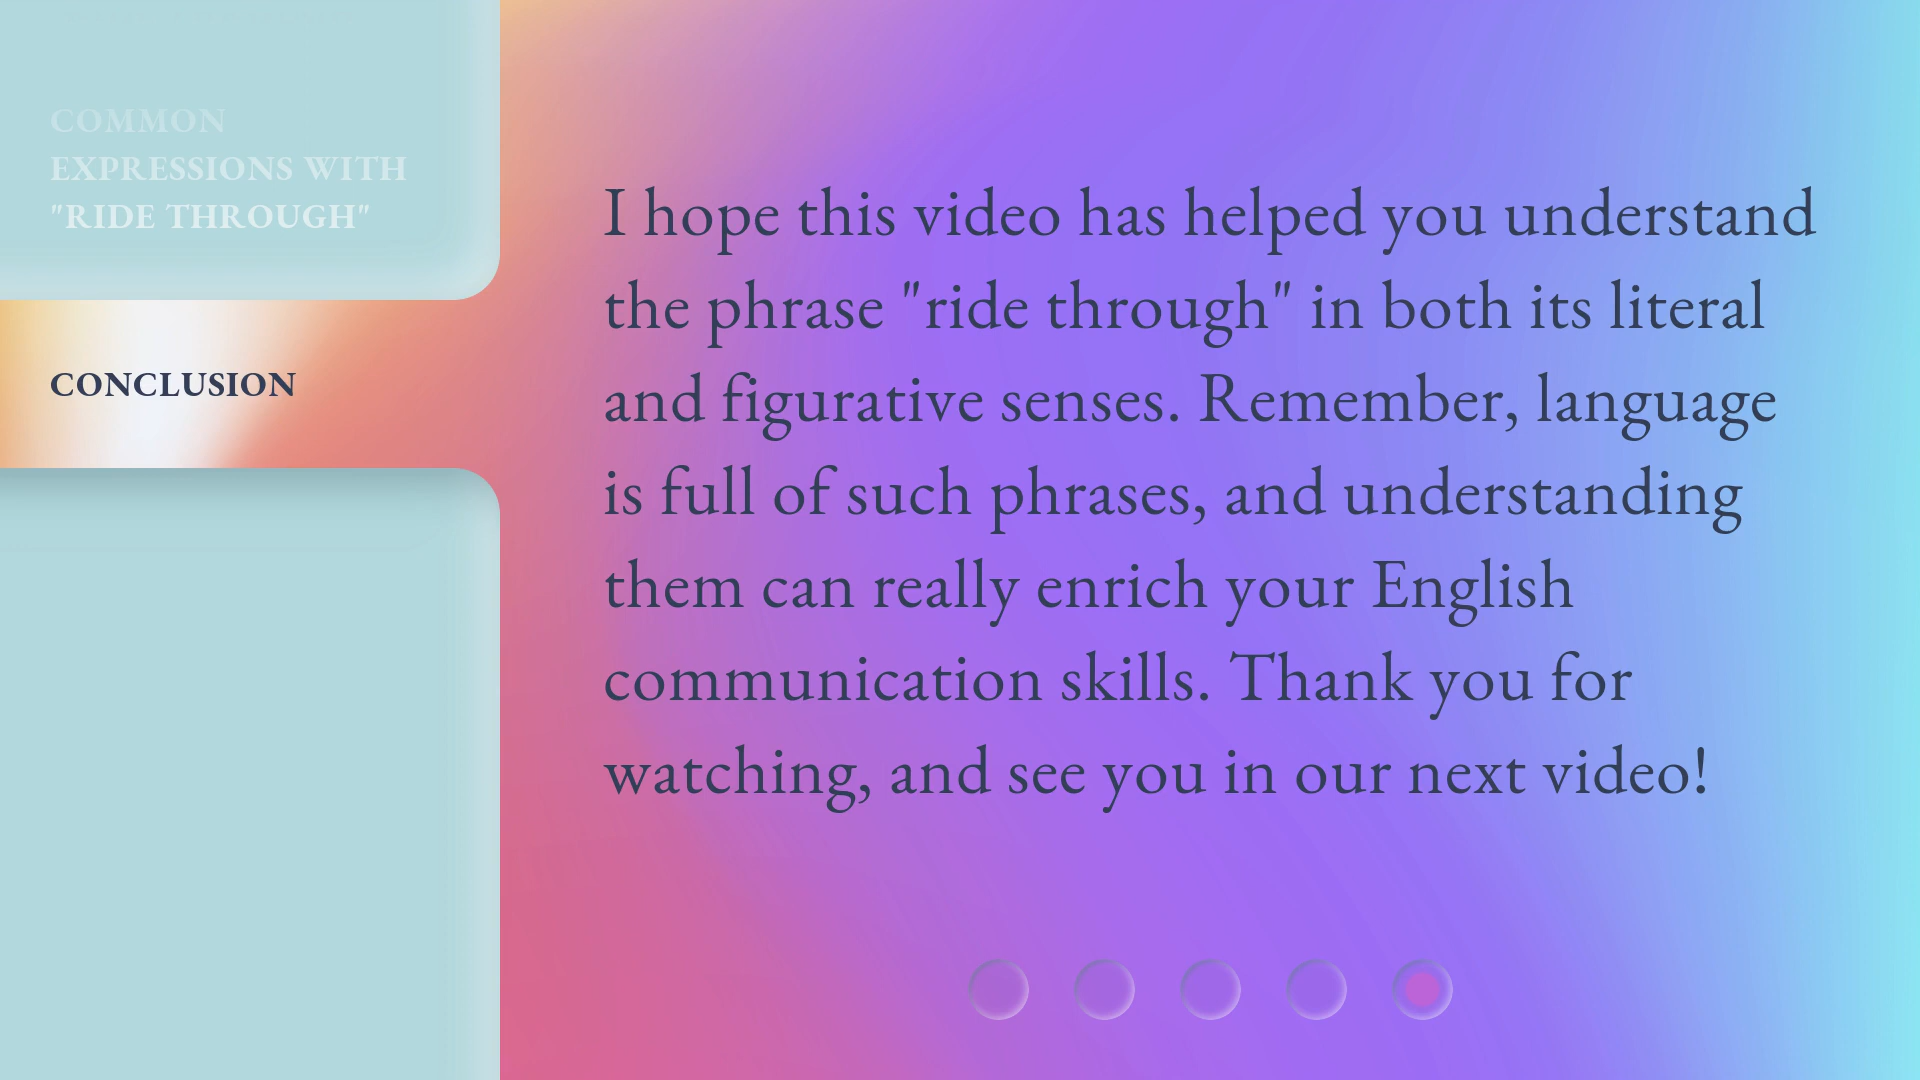 COMMON
EXPRESSIONS WITH
"RIDE THROUGH"
CONCLUSION
I hope this video has helped you understand
the phrase "ride through" in both its literal
and figurative senses. Remember, language
is full of such phrases, and understanding
them can really enrich your English
communication skills. Thank you for
watching, and see you in our next video!